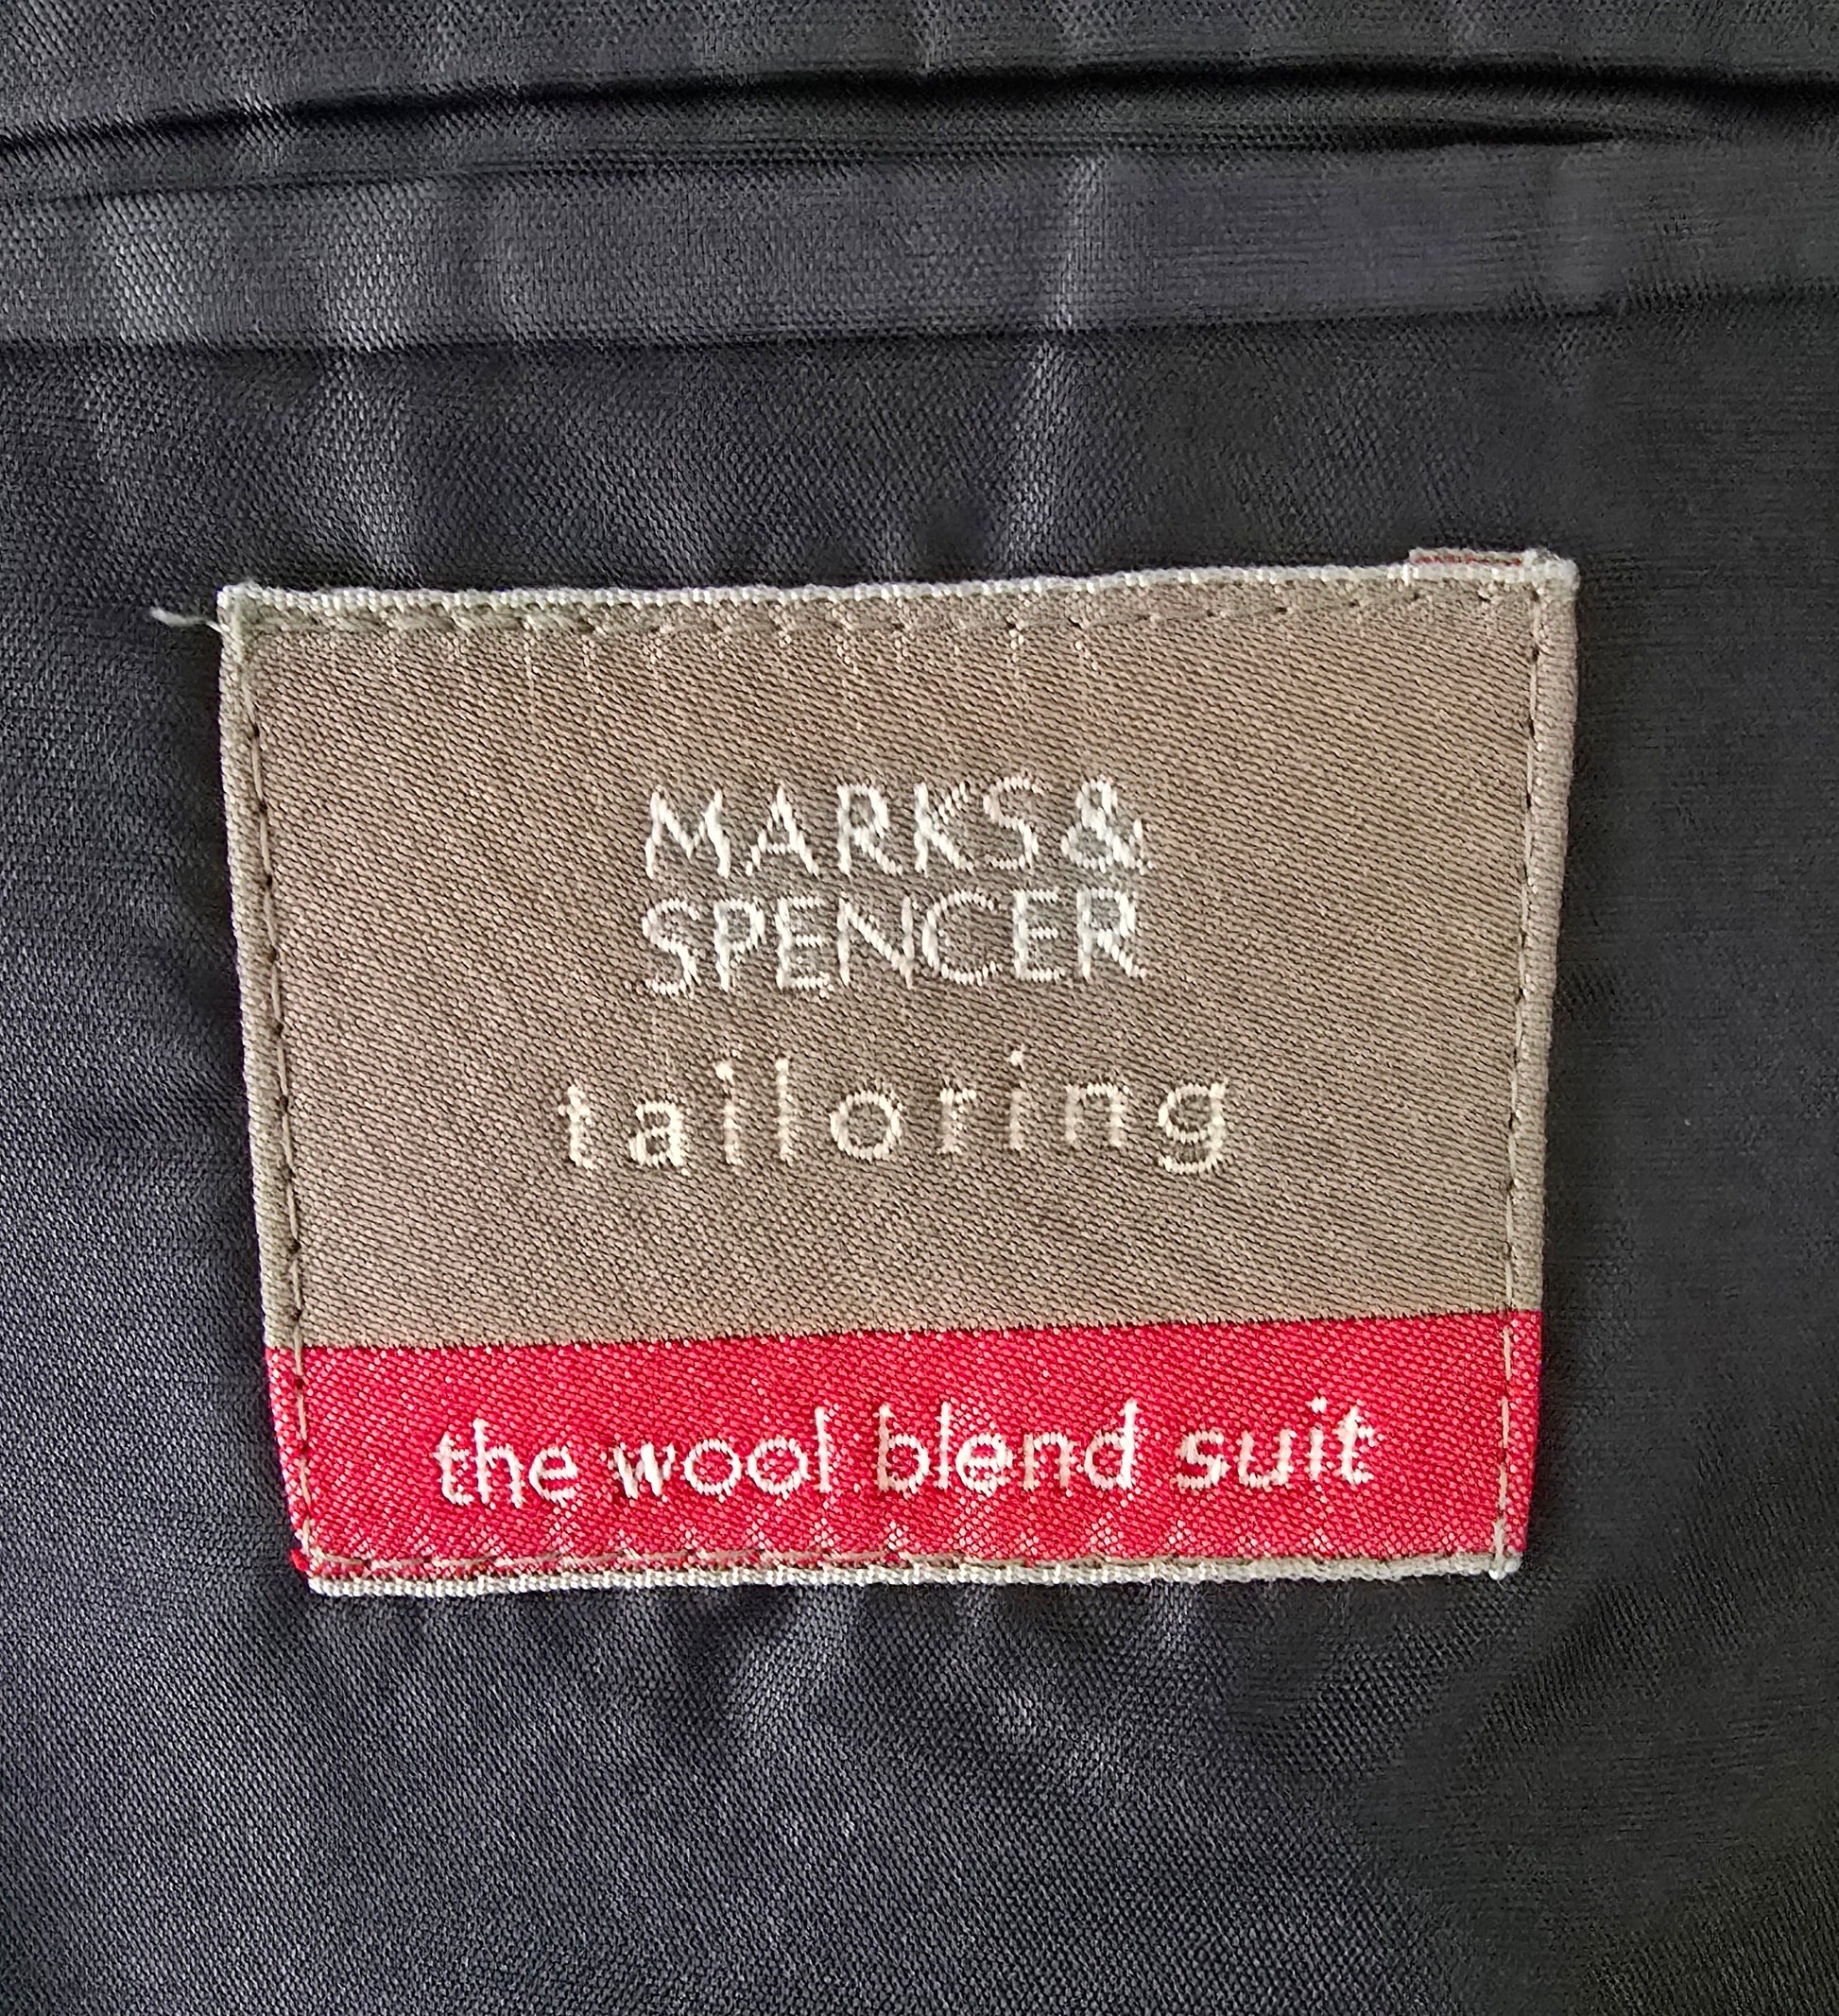 MARKS &
SPENCER
tailoring
the wool blend suit